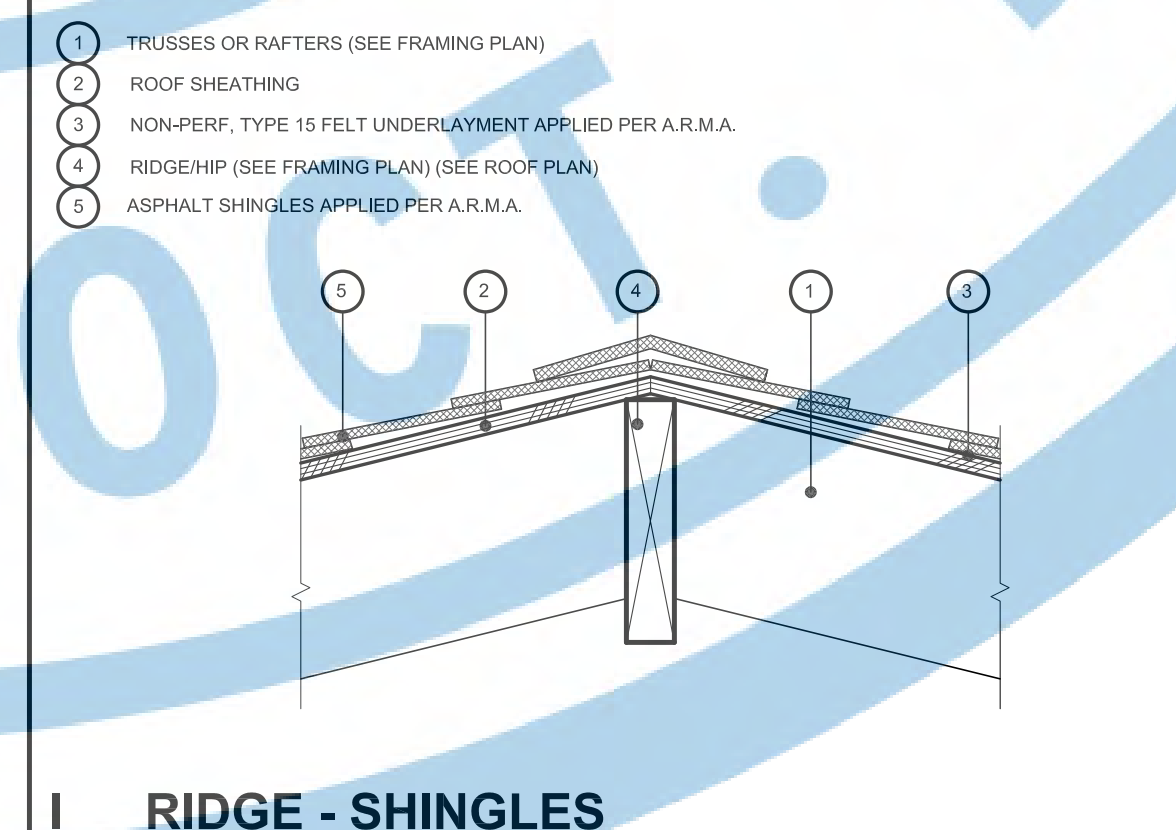 1 TRUSSES OR RAFTERS (SEE FRAMING PLAN)
2 ROOF SHEATHING
3 NON-PERF, TYPE 15 FELT UNDERLAYMENT APPLIED PER A.R.M.A.
4 RIDGE/HIP (SEE FRAMING PLAN) (SEE ROOF PLAN)
5 ASPHALT SHINGLES APPLIED PER A.R.M.A.
OCT.
5 2 4 1 3
I RIDGE - SHINGLES